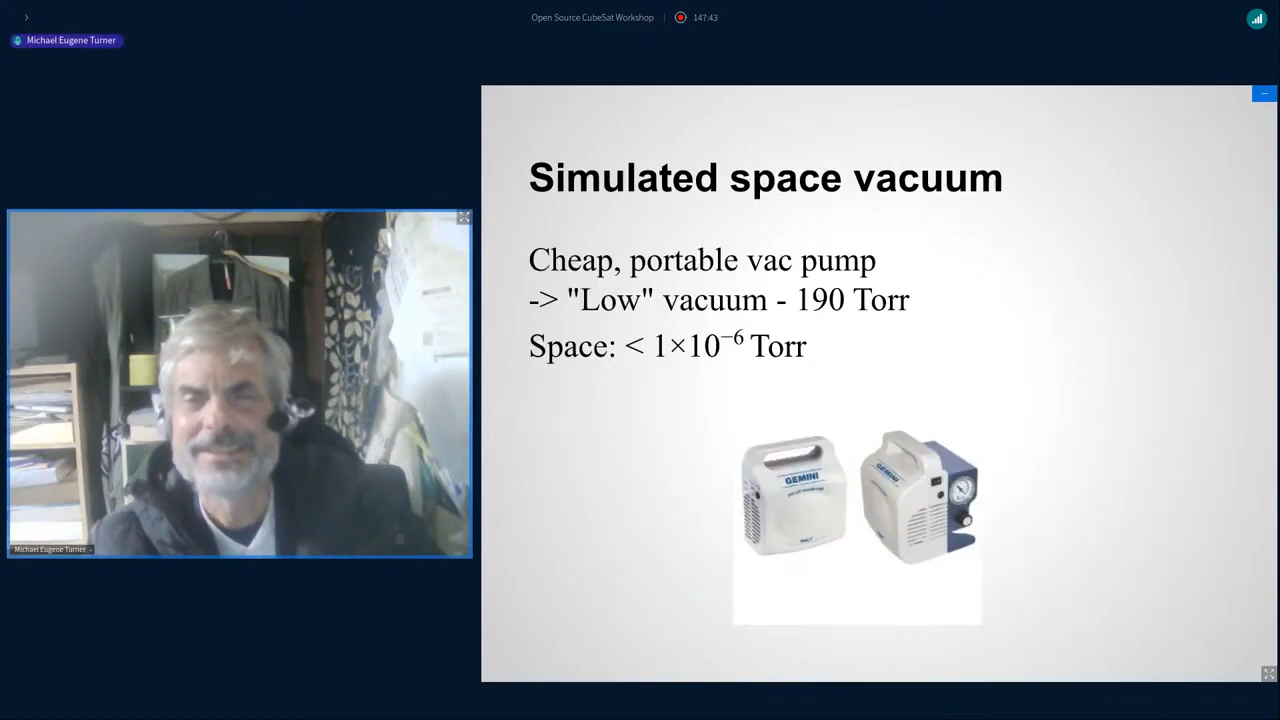 Open Source CubeSat Workshop
147:43
Michael Eugene Turner
Simulated space vacuum
Cheap, portable vac pump
-> "Low" vacuum - 190 Torr
Space: < 1×10⁻⁶ Torr
GEMINI
GEMINI
Michael Eugene Turner